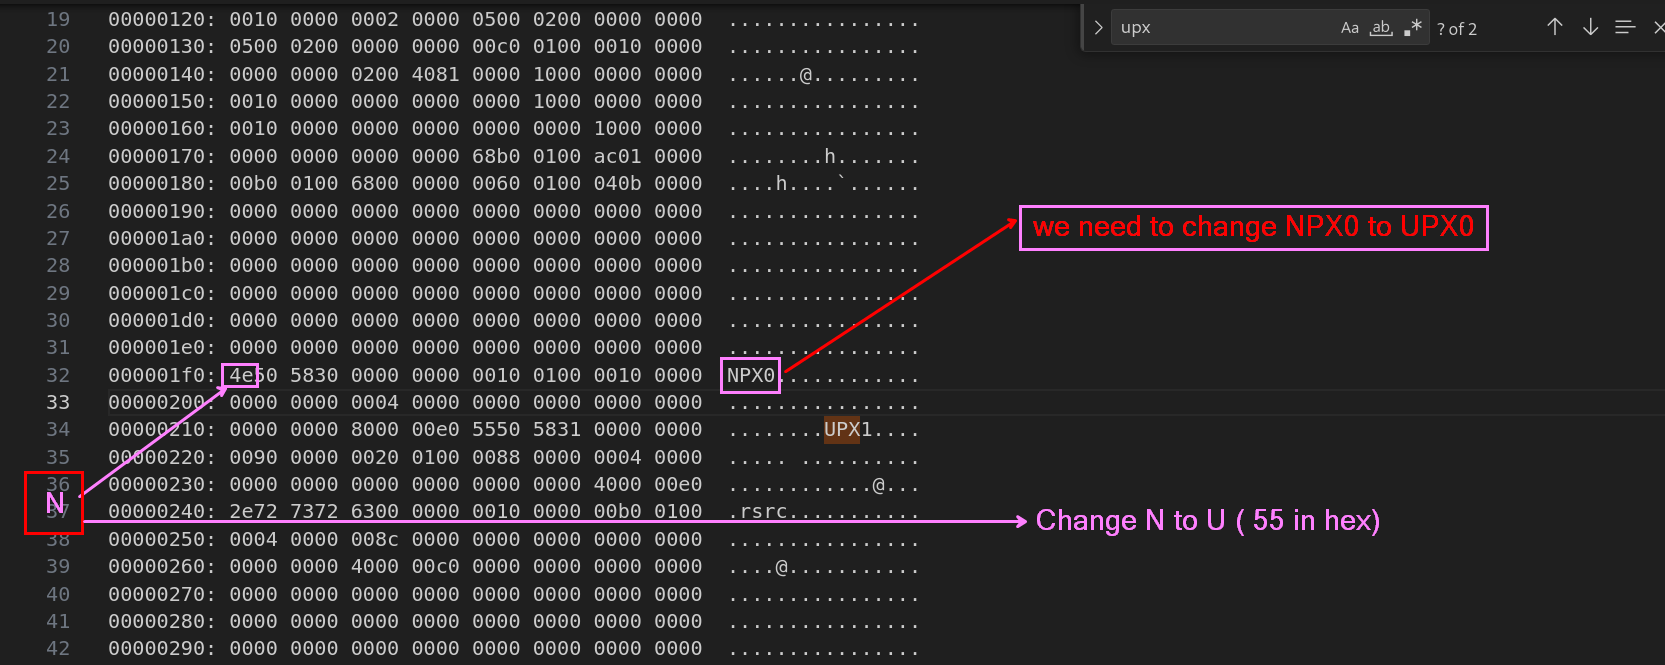 19 00000120: 0010 0000 0002 0000 0500 0200 0000 0000 ................
upx Aa ab .* ? of 2
20 00000130: 0500 0200 0000 0000 00c0 0100 0010 0000 ................
21 00000140: 0000 0000 0200 4081 0000 1000 0000 0000 ......@.........
22 00000150: 0010 0000 0000 0000 0000 1000 0000 0000 ................
23 00000160: 0010 0000 0000 0000 0000 0000 1000 0000 ................
24 00000170: 0000 0000 0000 0000 68b0 0100 ac01 0000 ........h.......
25 00000180: 00b0 0100 6800 0000 0060 0100 040b 0000 ....h....`......
26 00000190: 0000 0000 0000 0000 0000 0000 0000 0000 ................
we need to change NPX0 to UPX0
27 000001a0: 0000 0000 0000 0000 0000 0000 0000 0000 ................
28 000001b0: 0000 0000 0000 0000 0000 0000 0000 0000 ................
29 000001c0: 0000 0000 0000 0000 0000 0000 0000 0000 ................
30 000001d0: 0000 0000 0000 0000 0000 0000 0000 0000 ................
31 000001e0: 0000 0000 0000 0000 0000 0000 0000 0000 ................
32 000001f0: 4e50 5830 0000 0000 0010 0100 0010 0000 NPX0............
33 00000200: 0000 0000 0004 0000 0000 0000 0000 0000 ................
34 00000210: 0000 0000 8000 00e0 5550 5831 0000 0000 ........UPX1....
35 00000220: 0090 0000 0020 0100 0088 0000 0004 0000 ..... ..........
36 00000230: 0000 0000 0000 0000 0000 0000 4000 00e0 ............@...
N
37 00000240: 2e72 7372 6300 0000 0010 0000 00b0 0100 .rsrc...........
Change N to U ( 55 in hex)
38 00000250: 0004 0000 008c 0000 0000 0000 0000 0000 ................
39 00000260: 0000 0000 4000 00c0 0000 0000 0000 0000 ....@...........
40 00000270: 0000 0000 0000 0000 0000 0000 0000 0000 ................
41 00000280: 0000 0000 0000 0000 0000 0000 0000 0000 ................
42 00000290: 0000 0000 0000 0000 0000 0000 0000 0000 ................